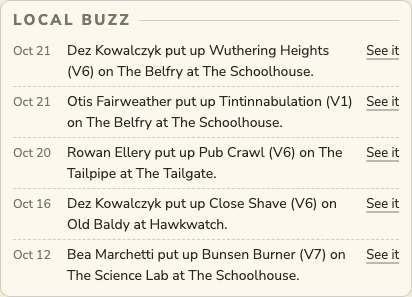 LOCAL BUZZ
Oct 21 Dez Kowalczyk put up Wuthering Heights See it
(V6) on The Belfry at The Schoolhouse.
Oct 21 Otis Fairweather put up Tintinnabulation (V1) See it
on The Belfry at The Schoolhouse.
Oct 20 Rowan Ellery put up Pub Crawl (V6) on The See it
Tailpipe at The Tailgate.
Oct 16 Dez Kowalczyk put up Close Shave (V6) on See it
Old Baldy at Hawkwatch.
Oct 12 Bea Marchetti put up Bunsen Burner (V7) on See it
The Science Lab at The Schoolhouse.